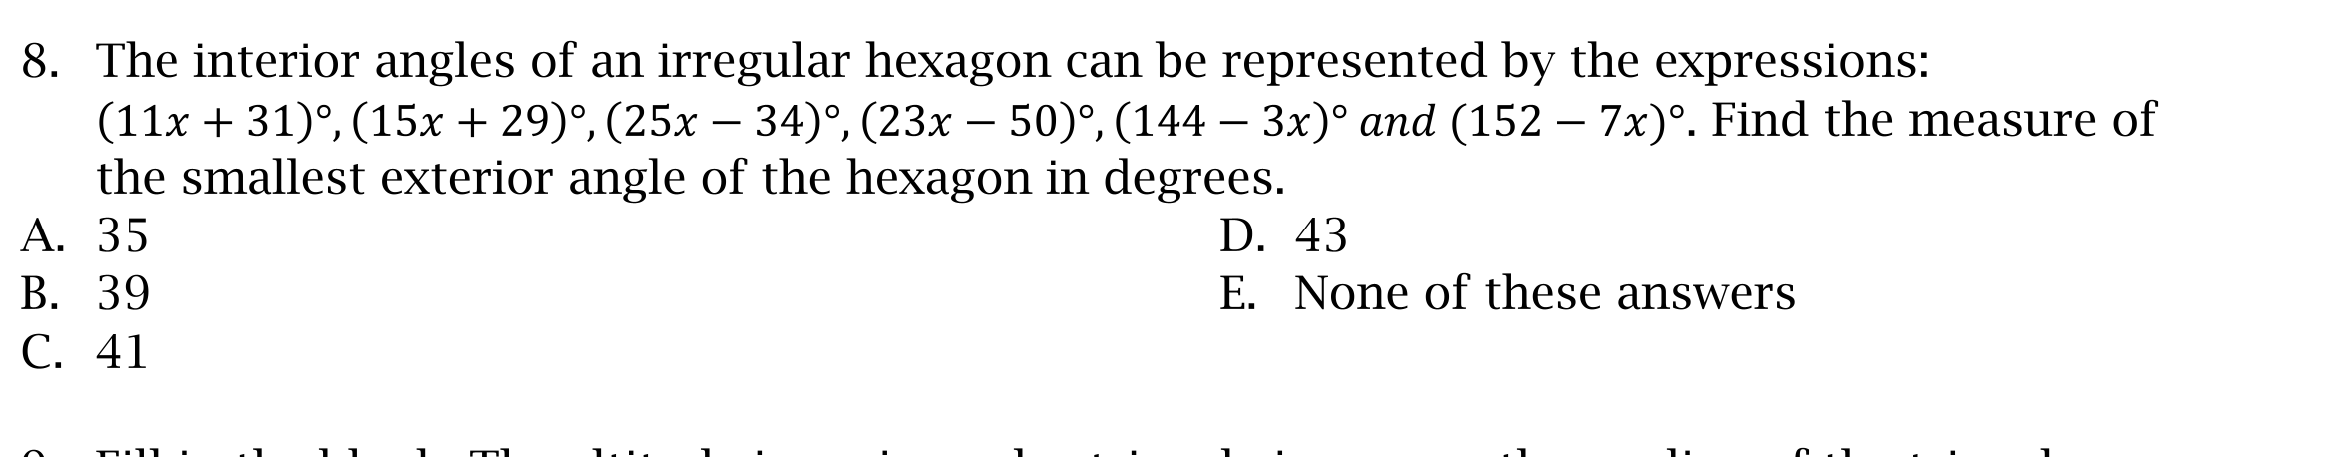 8. The interior angles of an irregular hexagon can be represented by the expressions:
(11x + 31)°, (15x + 29)°, (25x − 34)°, (23x − 50)°, (144 − 3x)° and (152 − 7x)°. Find the measure of
the smallest exterior angle of the hexagon in degrees.
A. 35
B. 39
C. 41
D. 43
E. None of these answers